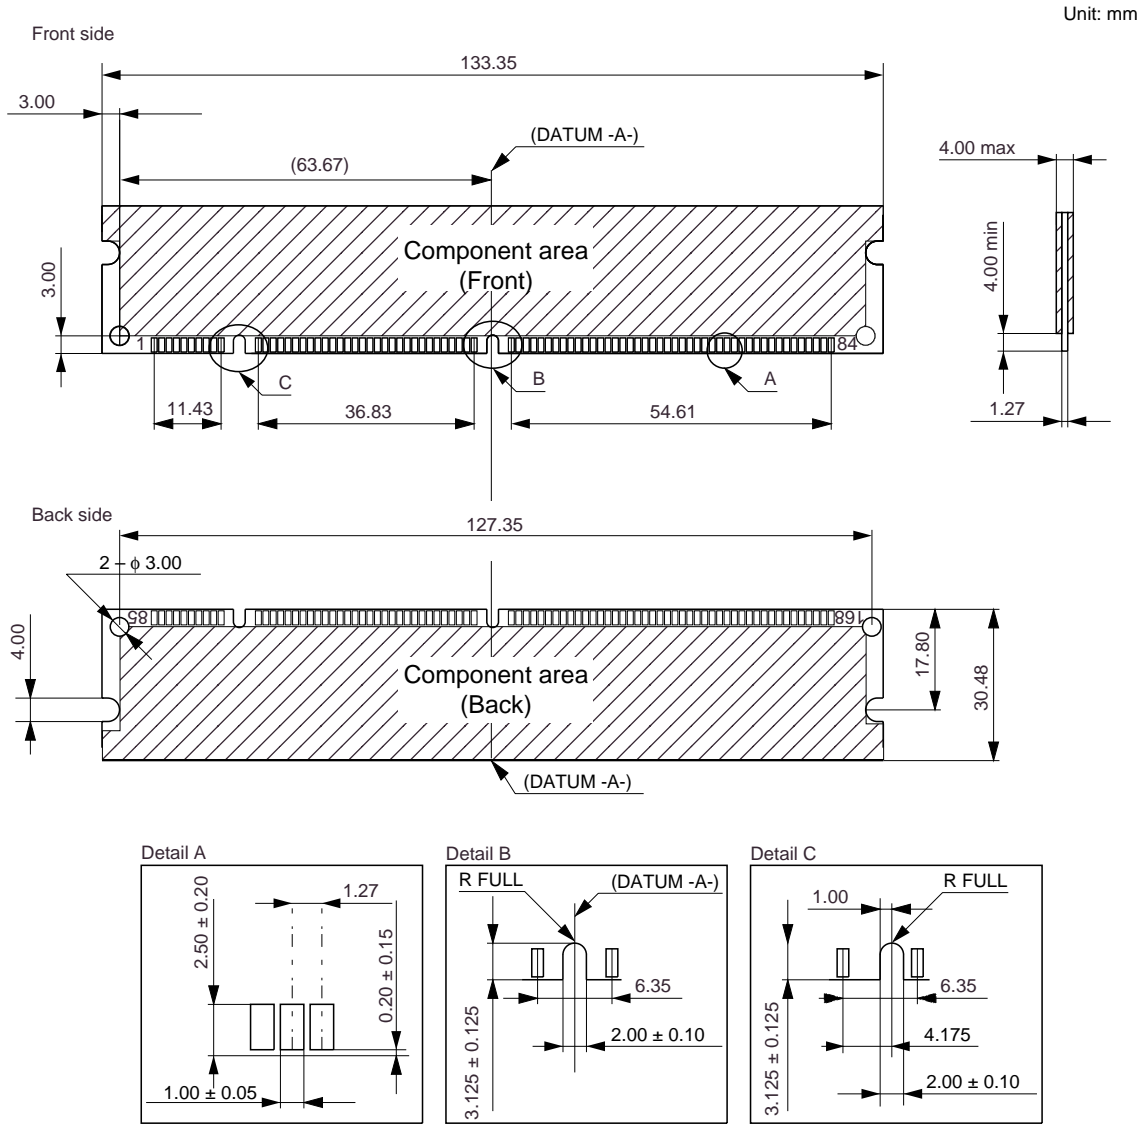 Unit: mm
Front side
133.35
3.00
(DATUM -A-)
(63.67)
4.00 max
Component area
(Front)
3.00
4.00 min
1
84
C
B
A
11.43
36.83
54.61
1.27
Back side
127.35
2 – ϕ 3.00
85
168
4.00
Component area
(Back)
17.80
30.48
(DATUM -A-)
Detail A
2.50 ± 0.20
1.27
0.20 ± 0.15
1.00 ± 0.05
Detail B
R FULL
(DATUM -A-)
6.35
3.125 ± 0.125
2.00 ± 0.10
Detail C
1.00
R FULL
6.35
3.125 ± 0.125
4.175
2.00 ± 0.10